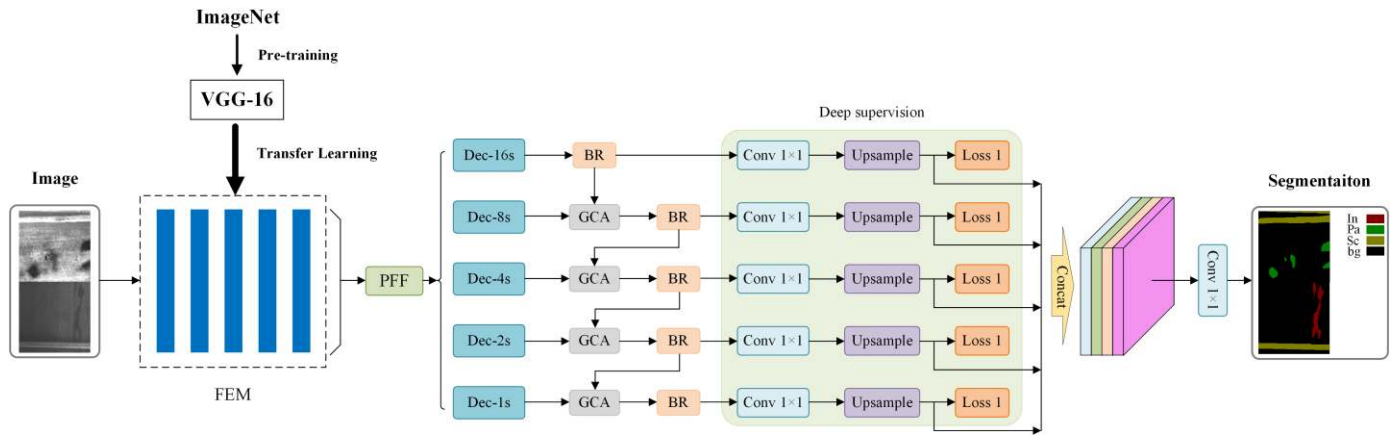 ImageNet
Pre-training
VGG-16
Transfer Learning
Image
FEM
PFF
Deep supervision
Dec-16s BR Conv 1×1 Upsample Loss 1
Dec-8s GCA BR Conv 1×1 Upsample Loss 1
Dec-4s GCA BR Conv 1×1 Upsample Loss 1
Dec-2s GCA BR Conv 1×1 Upsample Loss 1
Dec-1s GCA BR Conv 1×1 Upsample Loss 1
Concat
Conv 1×1
Segmentaiton
In
Pa
Sc
bg